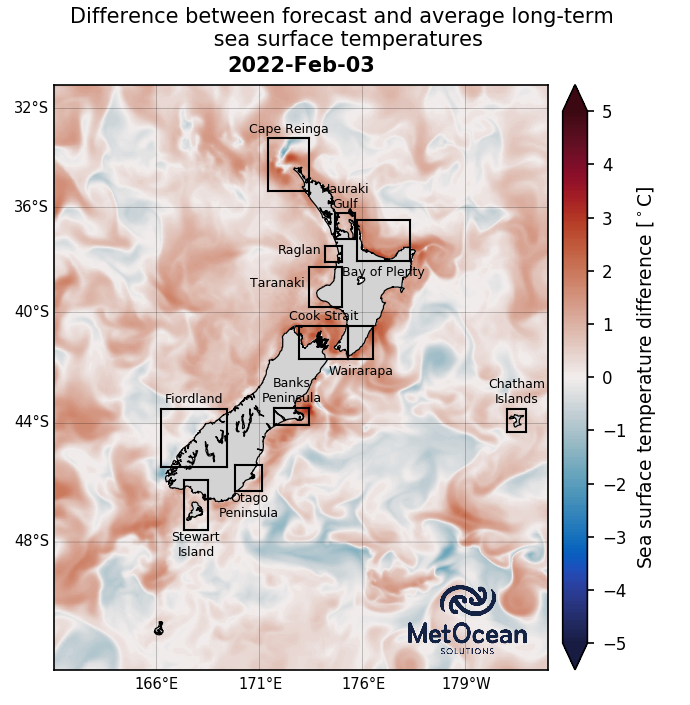 Difference between forecast and average long-term
sea surface temperatures
2022-Feb-03
32°S
36°S
40°S
44°S
48°S
Cape Reinga
Hauraki
Gulf
Raglan
Bay of Plenty
Taranaki
Cook Strait
Wairarapa
Banks
Peninsula
Fiordland
Chatham
Islands
Otago
Peninsula
Stewart
Island
MetOcean
SOLUTIONS
166°E
171°E
176°E
179°W
5
4
3
2
1
0
−1
−2
−3
−4
−5
Sea surface temperature difference [°C]